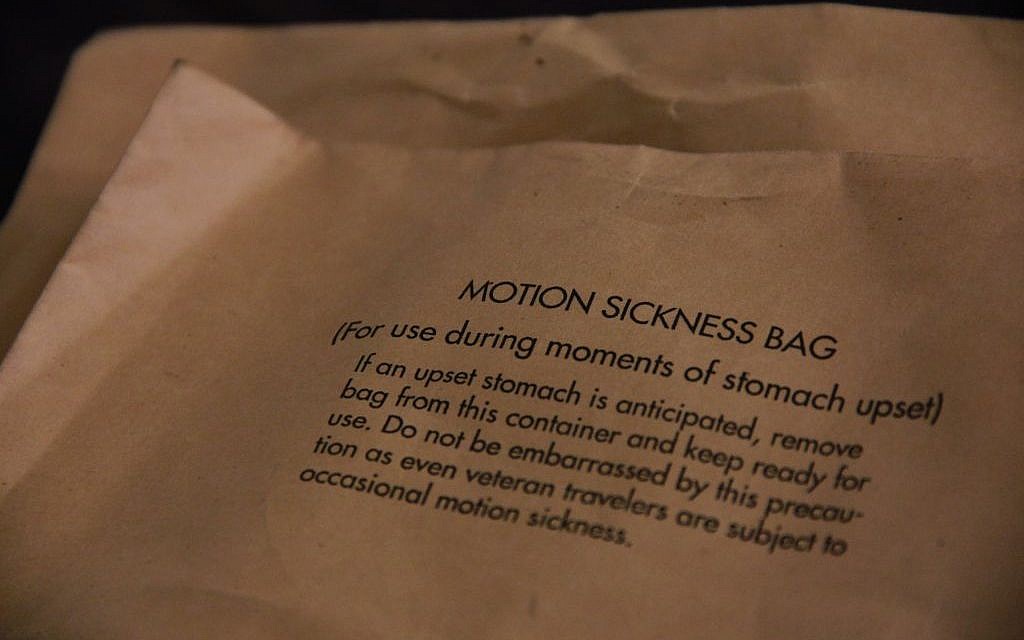 MOTION SICKNESS BAG
(For use during moments of stomach upset)
If an upset stomach is anticipated, remove
bag from this container and keep ready for
use. Do not be embarrassed by this precau-
tion as even veteran travelers are subject to
occasional motion sickness.